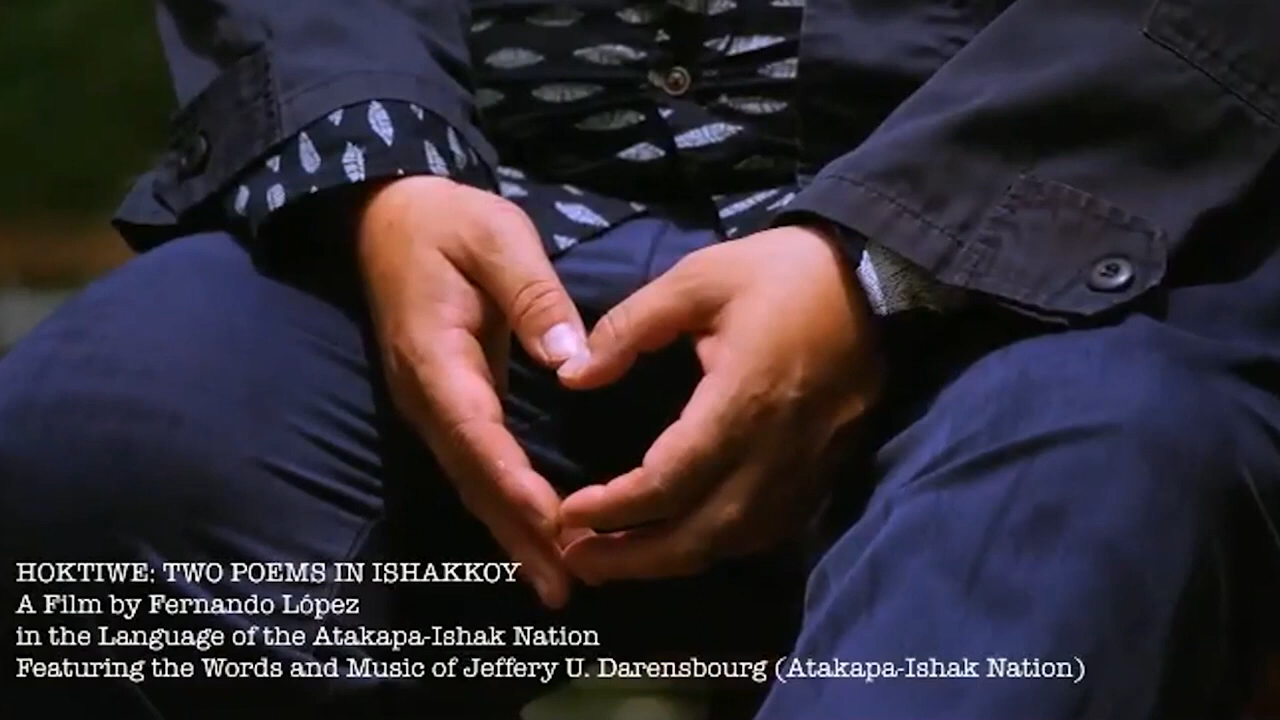 HOKTIWE: TWO POEMS IN ISHAKKOY
A Film by Fernando López
in the Language of the Atakapa-Ishak Nation
Featuring the Words and Music of Jeffery U. Darensbourg (Atakapa-Ishak Nation)